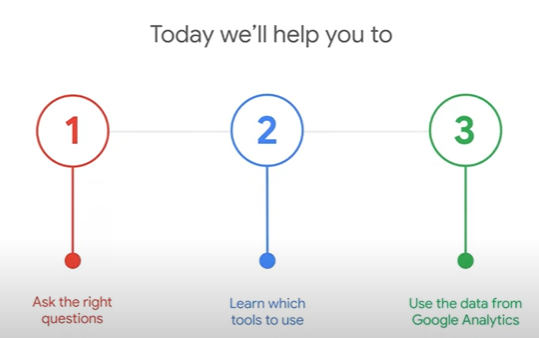 Today we'll help you to
1
2
3
Ask the right
questions
Learn which
tools to use
Use the data from
Google Analytics